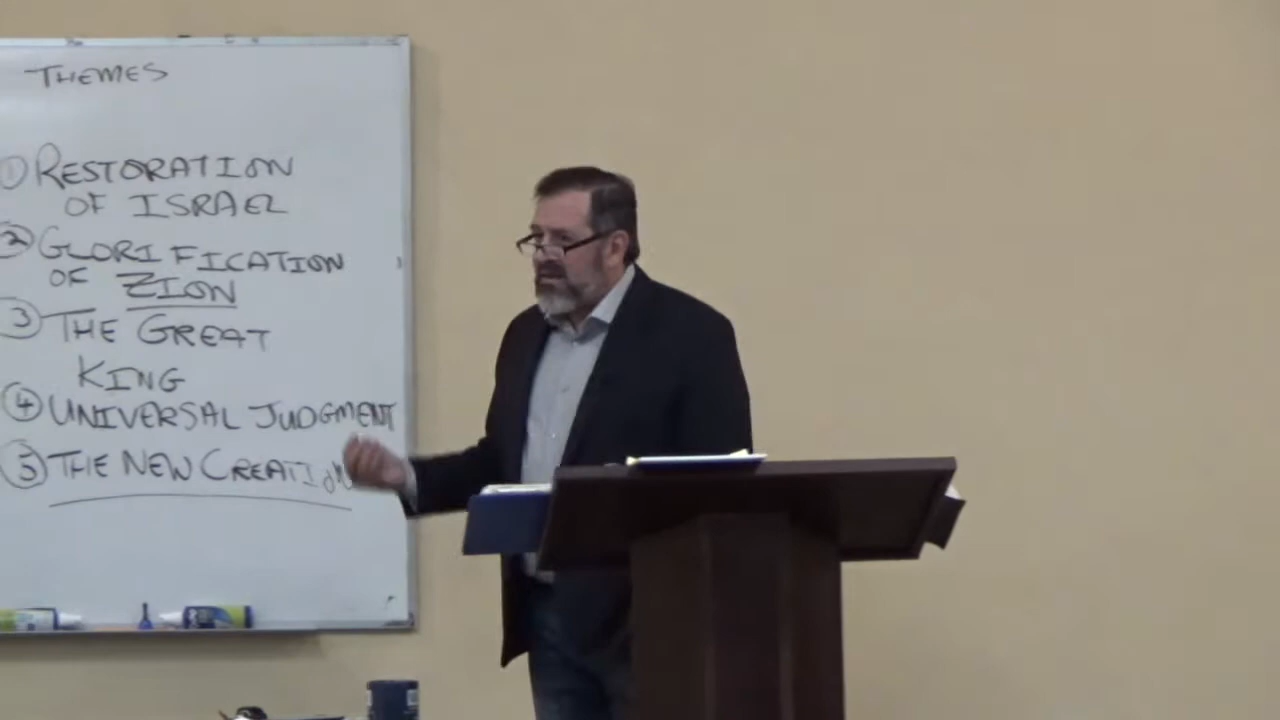 THEMES
① RESTORATION
OF ISRAEL
② GLORIFICATION
OF ZION
③ THE GREAT
KING
④ UNIVERSAL JUDGMENT
⑤ THE NEW CREATION